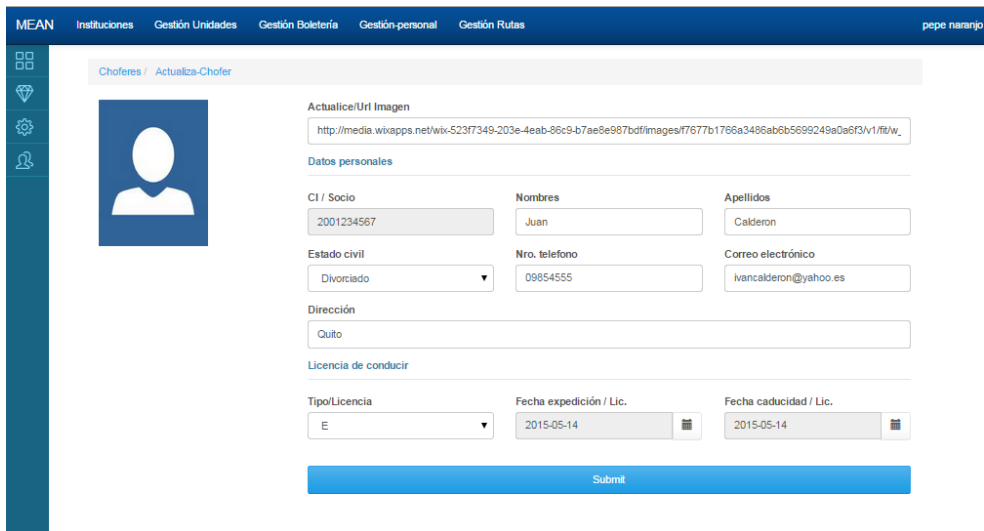 MEAN Instituciones Gestión Unidades Gestión Boletería Gestión-personal Gestión Rutas pepe naranjo
Choferes / Actualiza-Chofer
Actualice/Url Imagen
http://media.wixapps.net/wix-523f7349-203e-4eab-86c9-b7ae8e987bdf/images/f7677b1766a3486ab6b5699249a0a6f3/v1/fit/w_
Datos personales
CI / Socio Nombres Apellidos
2001234567 Juan Calderon
Estado civil Nro. telefono Correo electrónico
Divorciado 09854555 ivancalderon@yahoo.es
Dirección
Quito
Licencia de conducir
Tipo/Licencia Fecha expedición / Lic. Fecha caducidad / Lic.
E 2015-05-14 2015-05-14
Submit